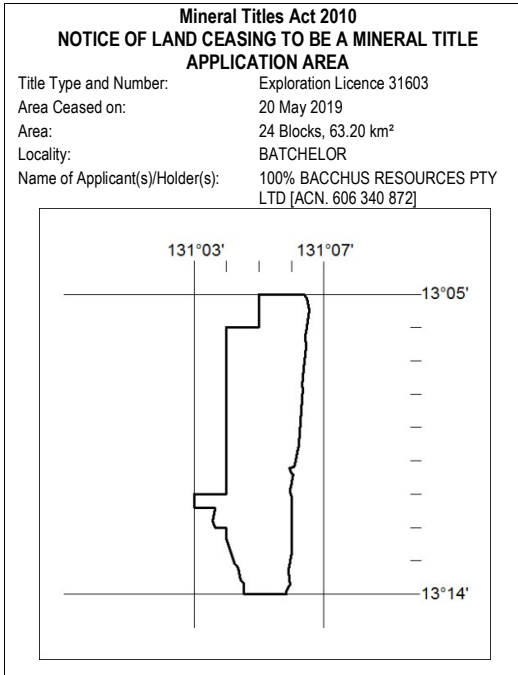 Mineral Titles Act 2010
NOTICE OF LAND CEASING TO BE A MINERAL TITLE
APPLICATION AREA
Title Type and Number: Exploration Licence 31603
Area Ceased on: 20 May 2019
Area: 24 Blocks, 63.20 km²
Locality: BATCHELOR
Name of Applicant(s)/Holder(s): 100% BACCHUS RESOURCES PTY
LTD [ACN. 606 340 872]
131°03' 131°07'
13°05'
13°14'